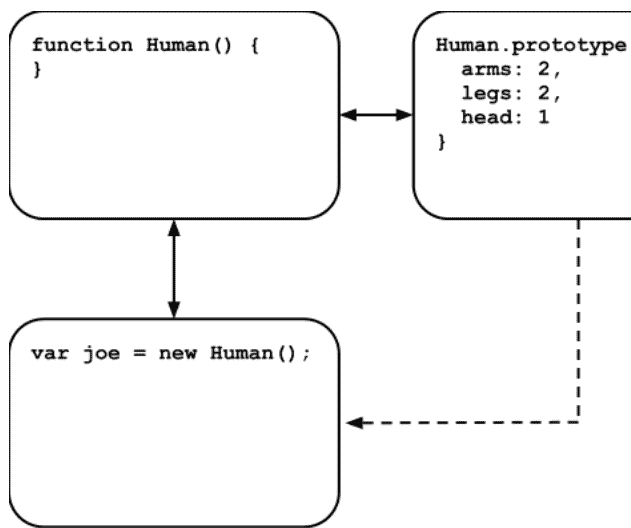 function Human() {
}
Human.prototype
arms: 2,
legs: 2,
head: 1
}
var joe = new Human();